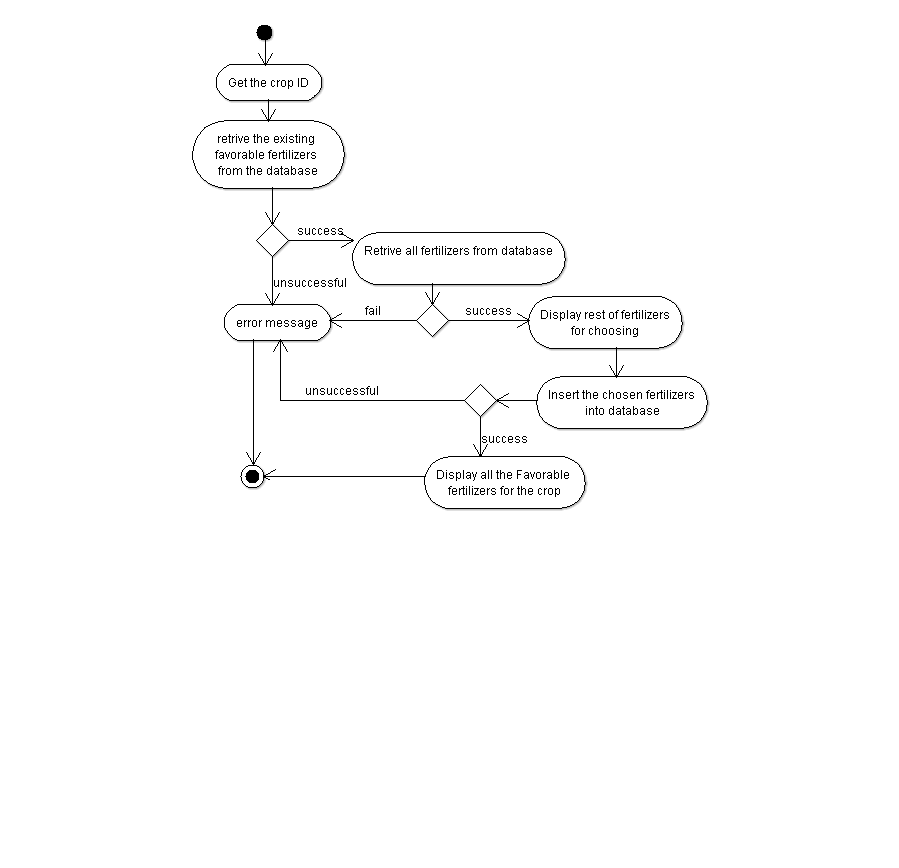 Get the crop ID
retrive the existing
favorable fertilizers
from the database
success
Retrive all fertilizers from database
unsuccessful
error message
fail
success
Display rest of fertilizers
for choosing
unsuccessful
Insert the chosen fertilizers
into database
success
Display all the Favorable
fertilizers for the crop